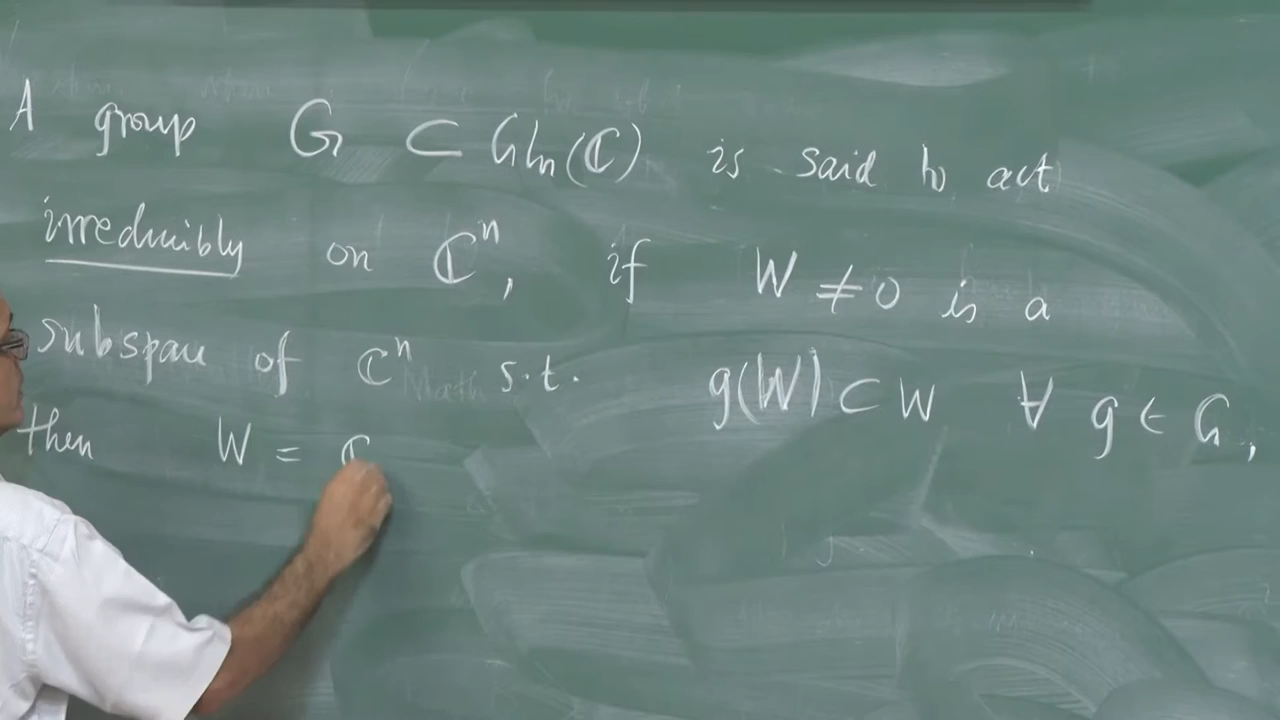 A group G ⊂ GLn(ℂ) is said to act
irreducibly on ℂⁿ, if W ≠ 0 is a
subspace of ℂⁿ s.t. g(W) ⊂ W ∀ g ∈ G,
then W = ℂ